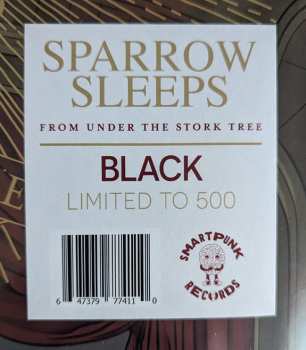 SPARROW
SLEEPS
FROM UNDER THE STORK TREE
BLACK
LIMITED TO 500
6 47379 77411 0
SMARTPUNK
RECORDS